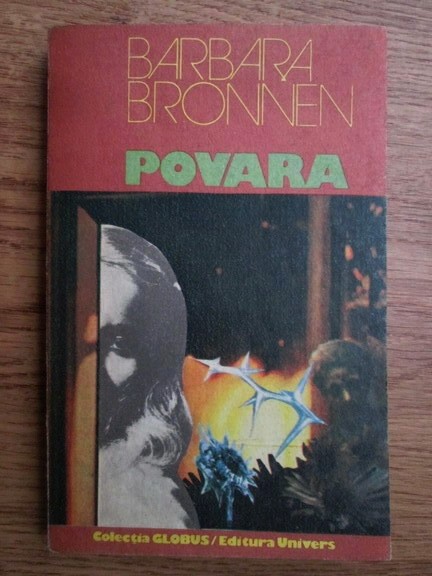 BARBARA
BRONNEN
POVARA
Colecția GLOBUS/Editura Univers